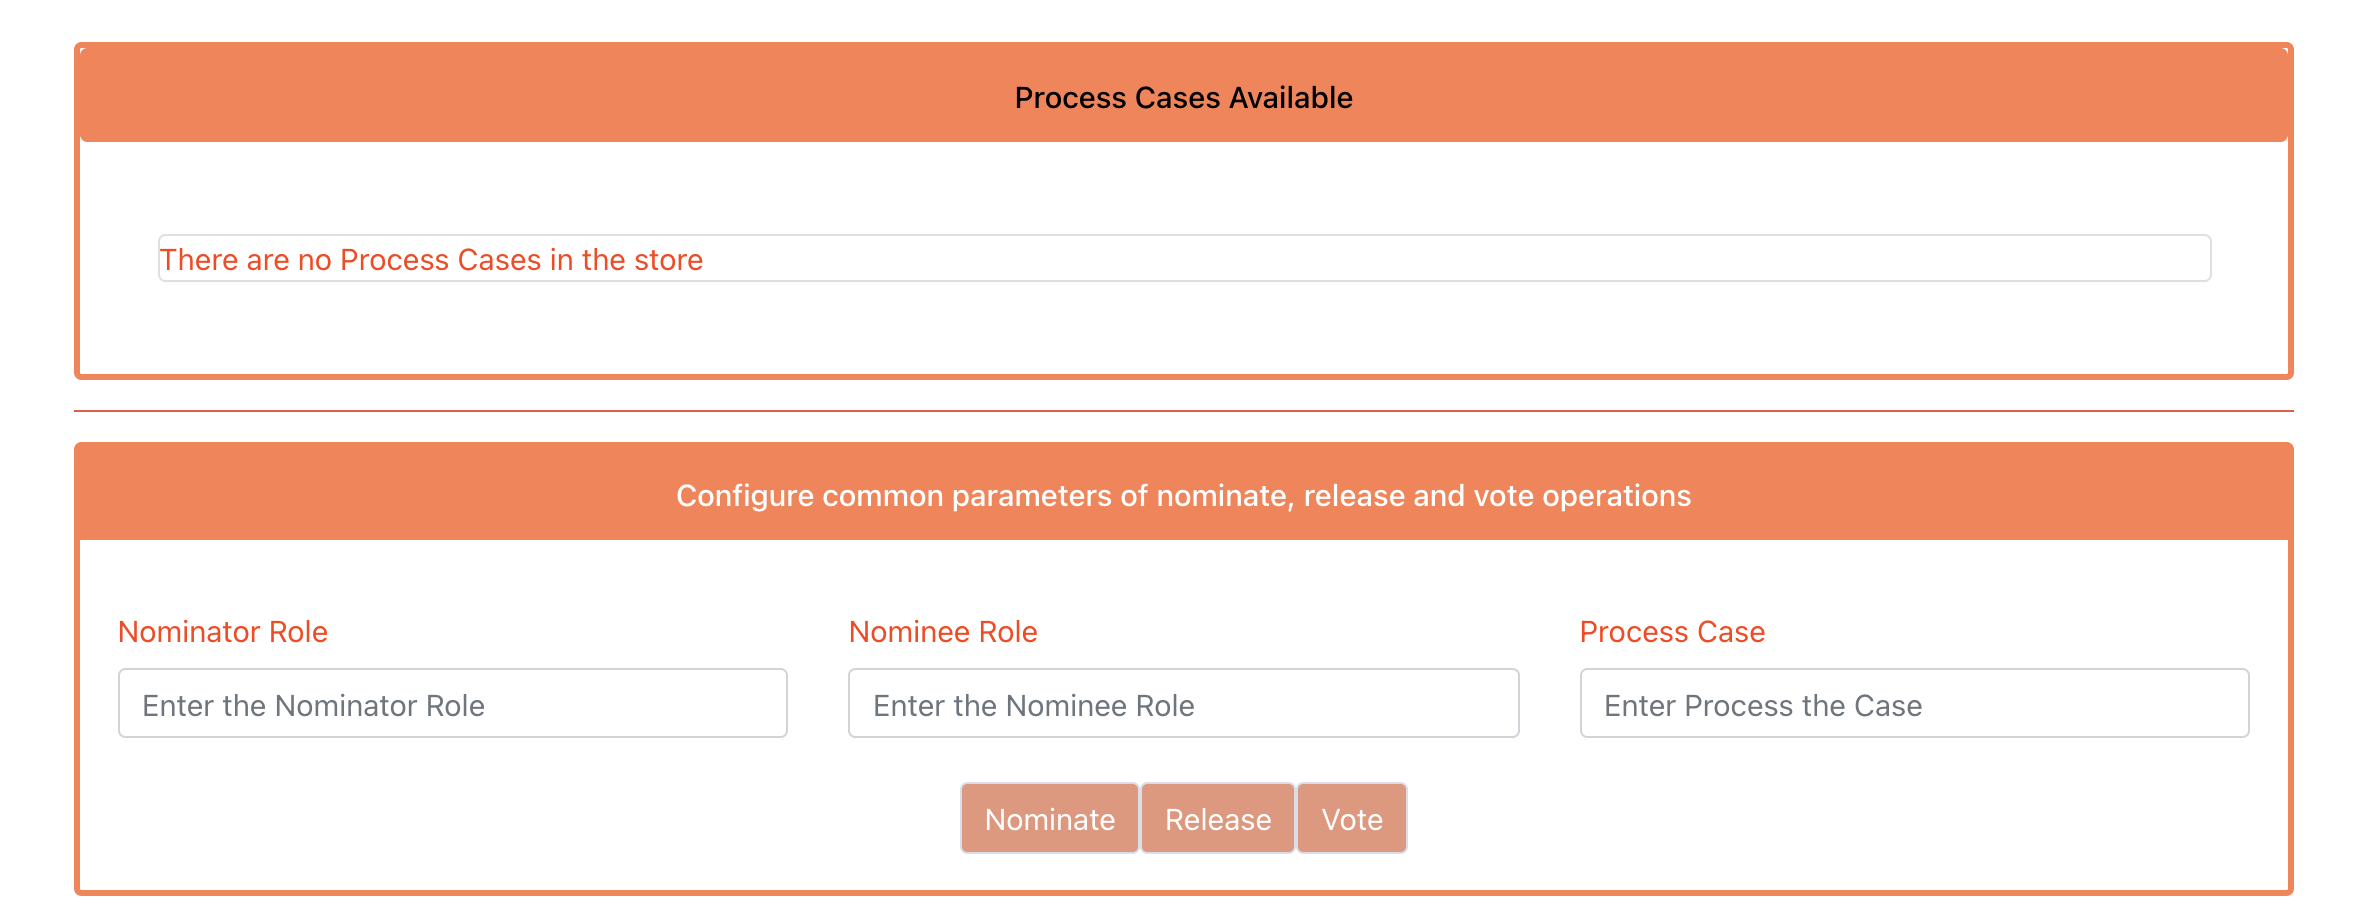 Process Cases Available
There are no Process Cases in the store
Configure common parameters of nominate, release and vote operations
Nominator Role
Nominee Role
Process Case
Enter the Nominator Role
Enter the Nominee Role
Enter Process the Case
Nominate
Release
Vote